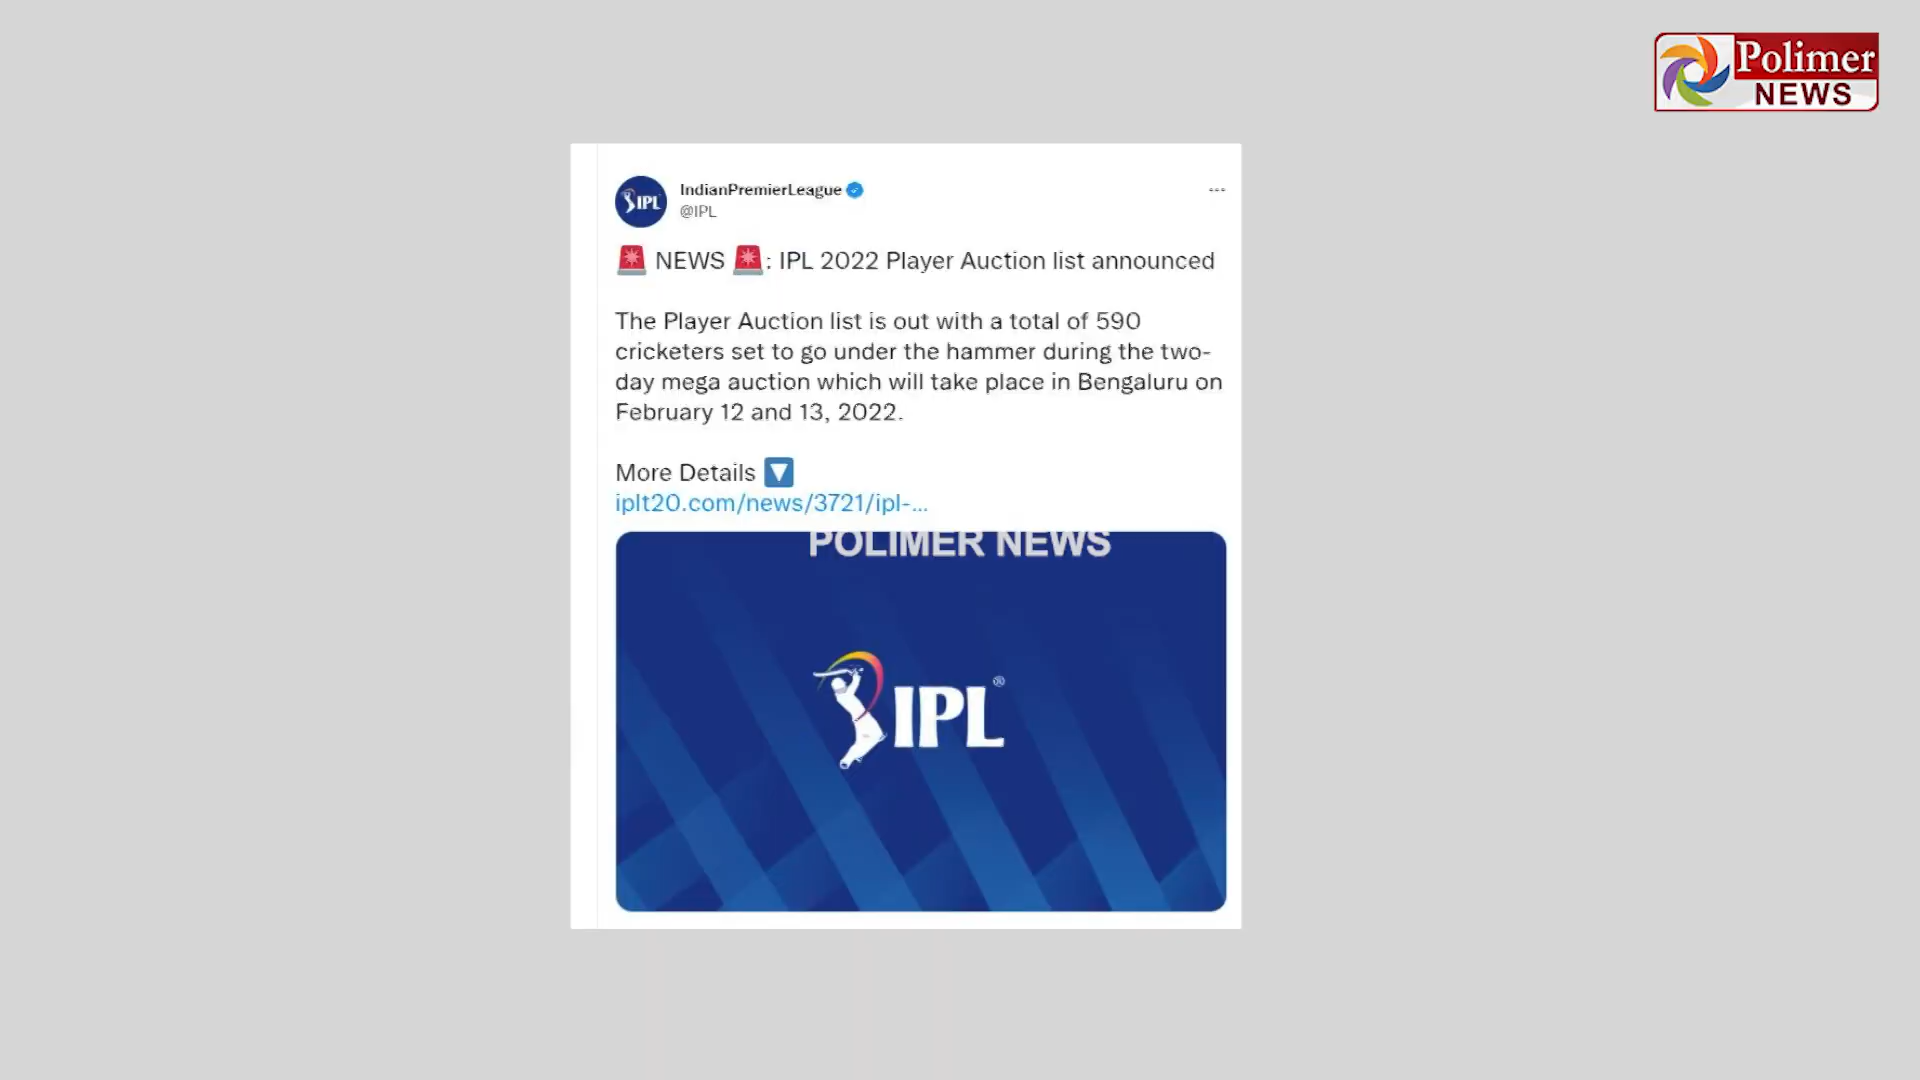 Polimer
NEWS
IPL
IndianPremierLeague
@IPL
🚨 NEWS 🚨: IPL 2022 Player Auction list announced
The Player Auction list is out with a total of 590
cricketers set to go under the hammer during the two-
day mega auction which will take place in Bengaluru on
February 12 and 13, 2022.
More Details 🔽
iplt20.com/news/3721/ipl-...
POLIMER NEWS
IPL®